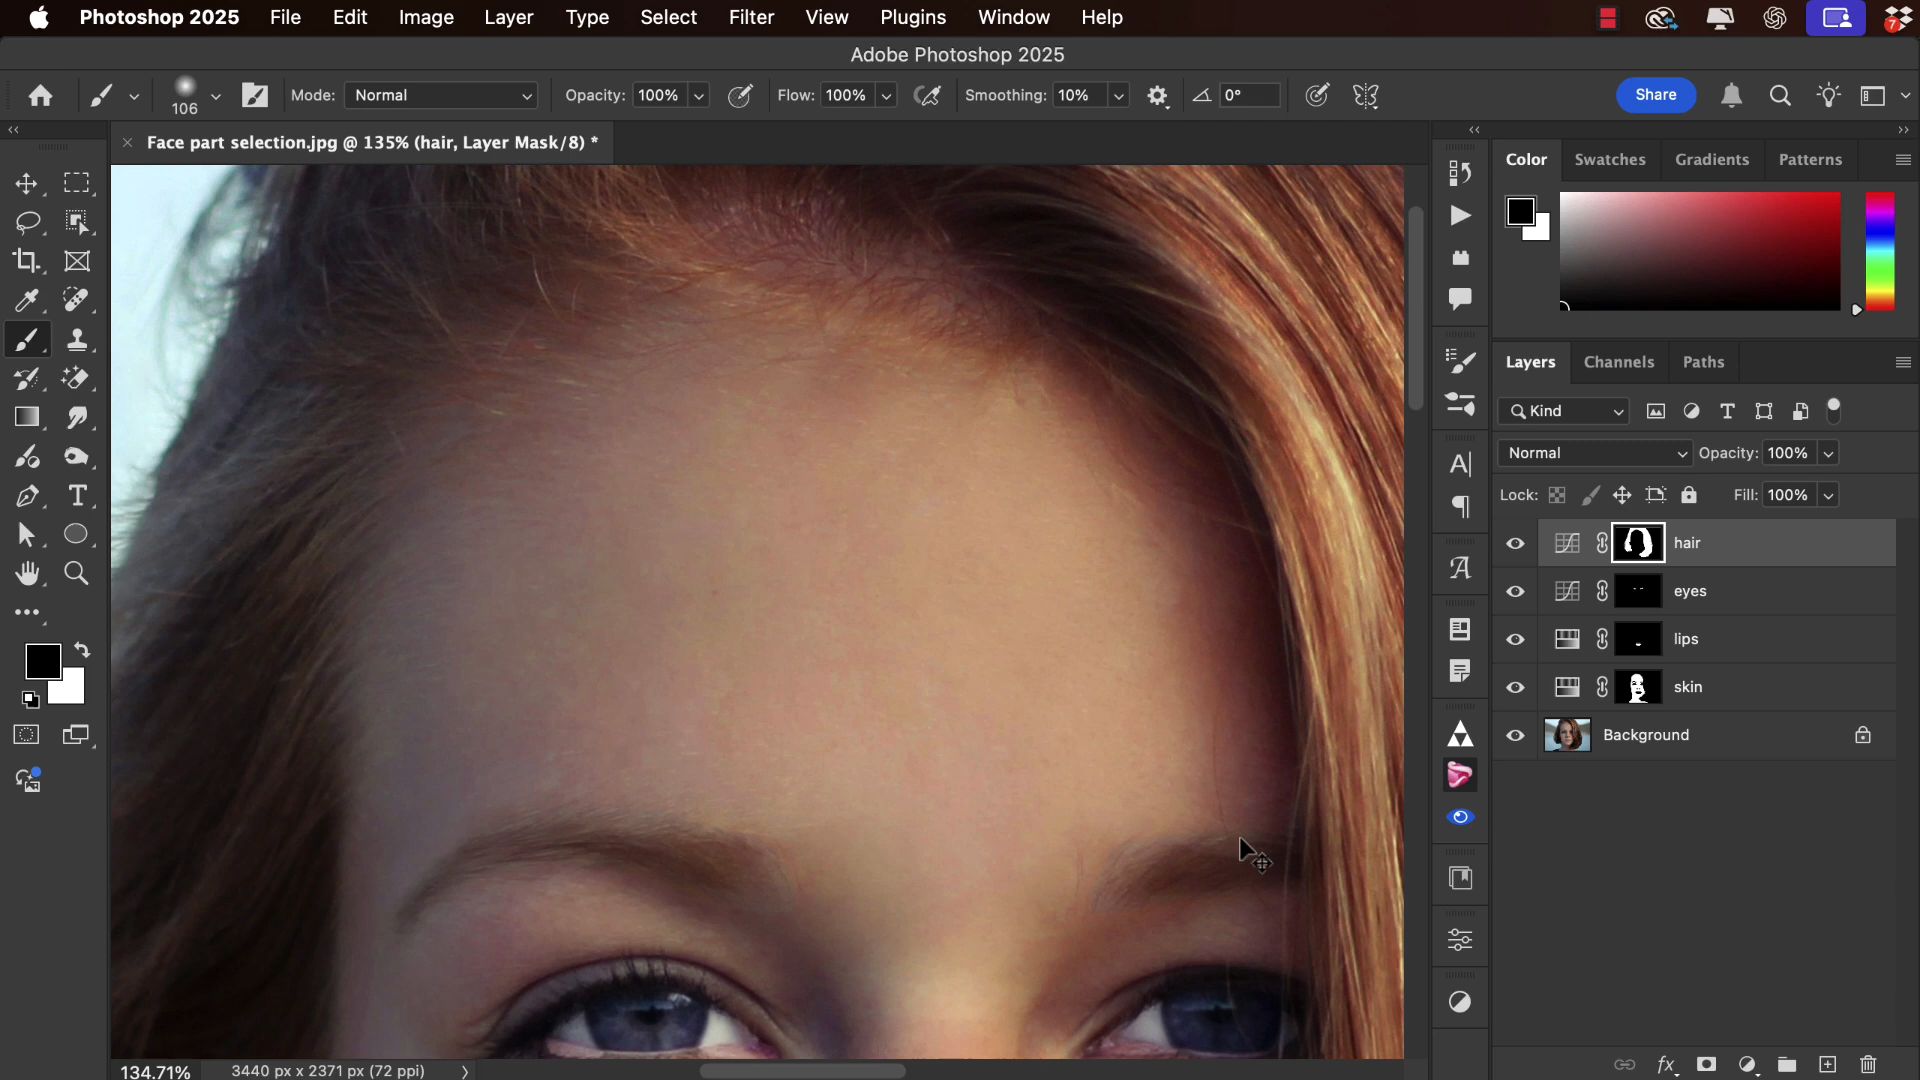 Photoshop 2025 File Edit Image Layer Type Select Filter View Plugins Window Help
7
Adobe Photoshop 2025
106 Mode: Normal Opacity: 100% Flow: 100% Smoothing: 10% 0° Share
Face part selection.jpg @ 135% (hair, Layer Mask/8) *
Color Swatches Gradients Patterns
Layers Channels Paths
Kind
Normal Opacity: 100%
Lock: Fill: 100%
hair
eyes
lips
skin
Background
134.71% 3440 px x 2371 px (72 ppi)
fx